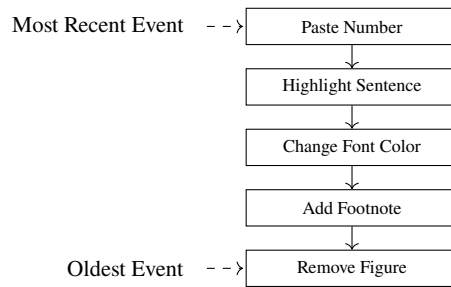 Most Recent Event Paste Number
Highlight Sentence
Change Font Color
Add Footnote
Oldest Event Remove Figure